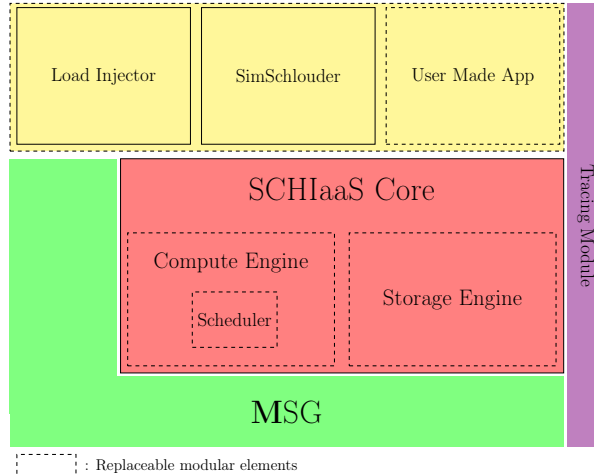 Load Injector
SimSchlouder
User Made App
Tracing Module
SCHIaaS Core
Compute Engine
Scheduler
Storage Engine
MSG
: Replaceable modular elements